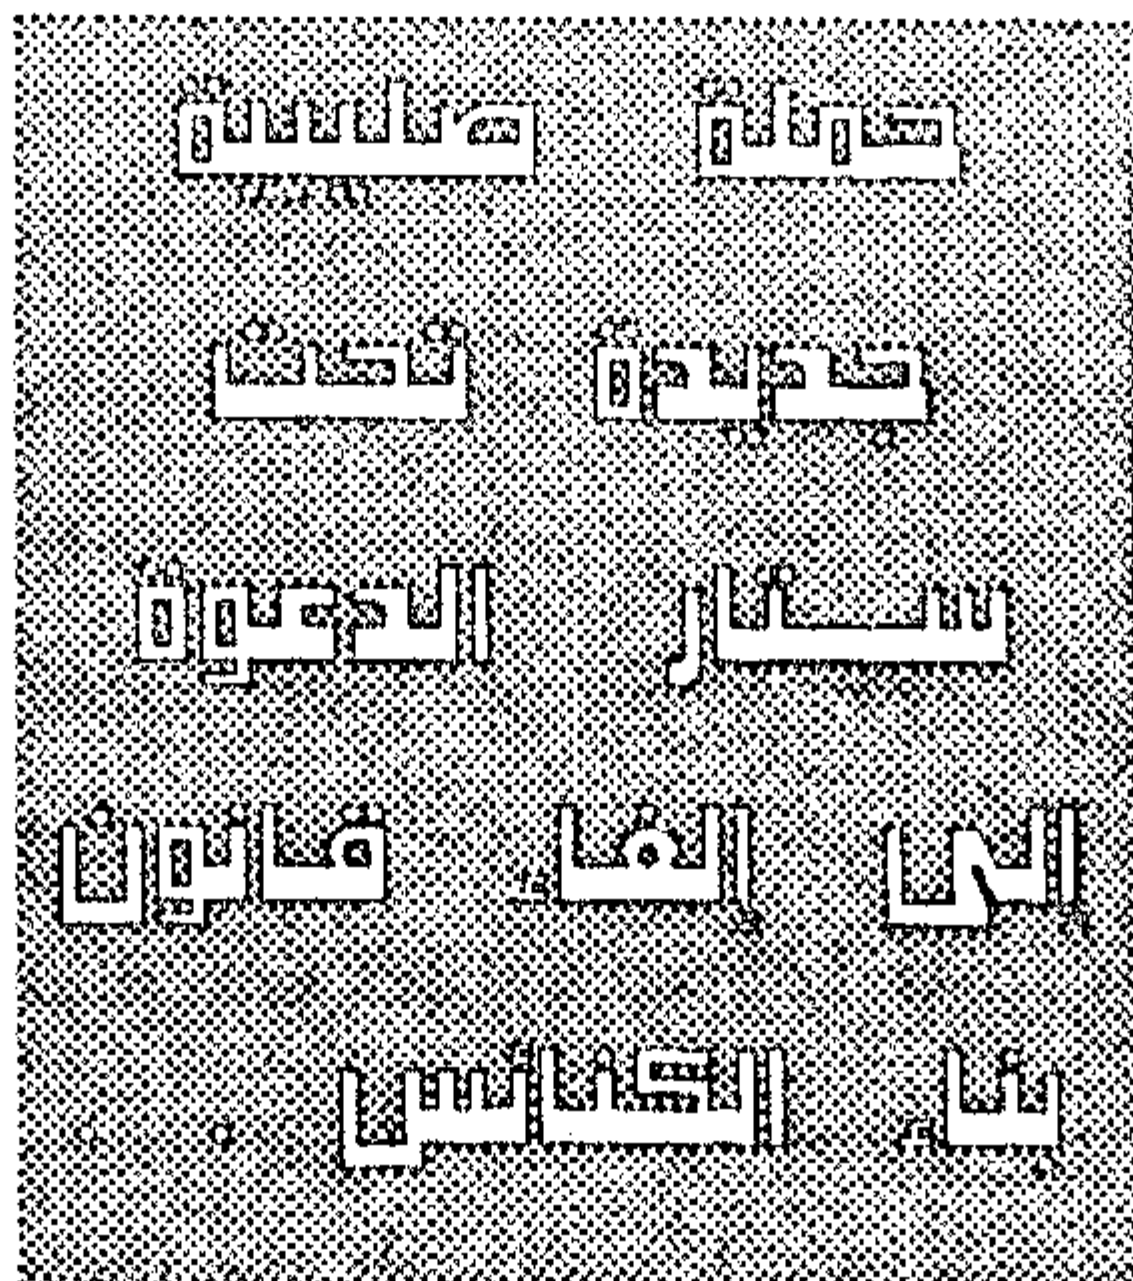 حملة صليبية
جديدة تحت
ستار الدعوة
إلى إلغاء قانون
بناء الكنائس . .